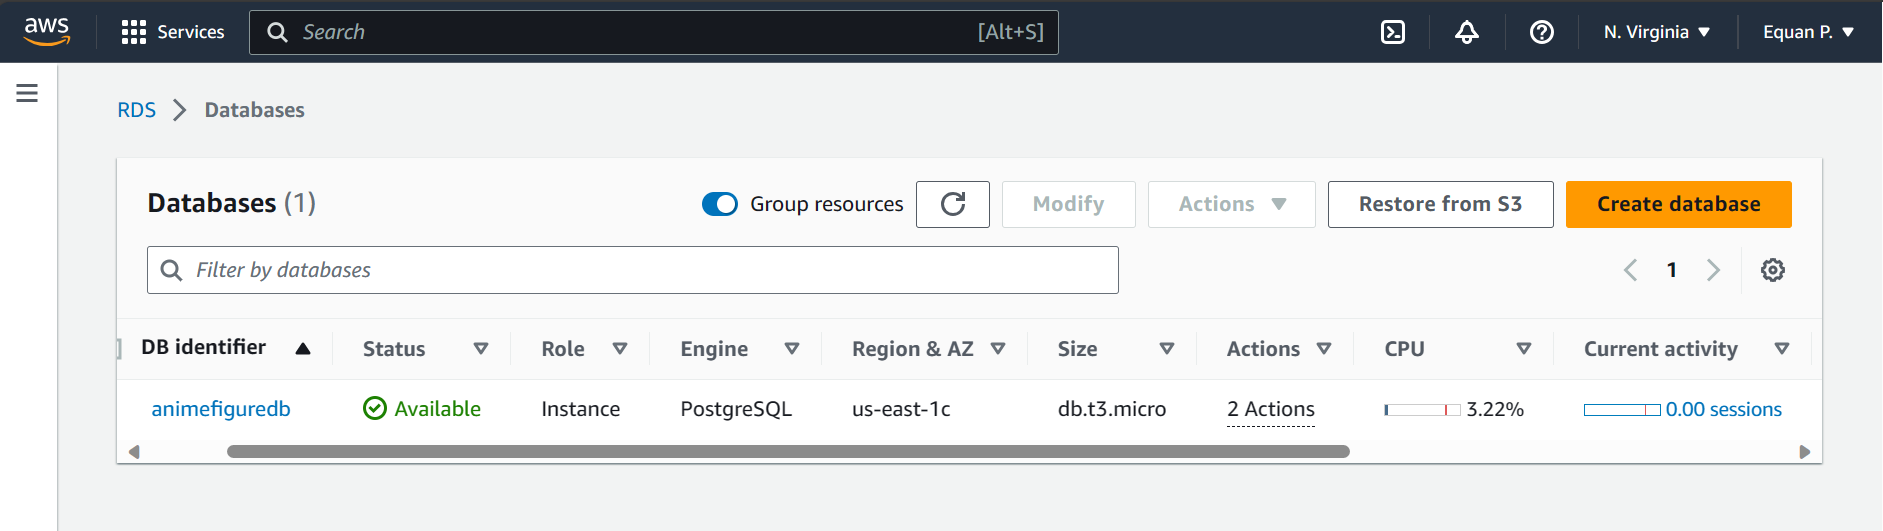 aws Services Search [Alt+S] N. Virginia Equan P.
RDS Databases
Databases (1) Group resources Modify Actions Restore from S3 Create database
Filter by databases 1
DB identifier Status Role Engine Region & AZ Size Actions CPU Current activity
animefiguredb Available Instance PostgreSQL us-east-1c db.t3.micro 2 Actions 3.22% 0.00 sessions